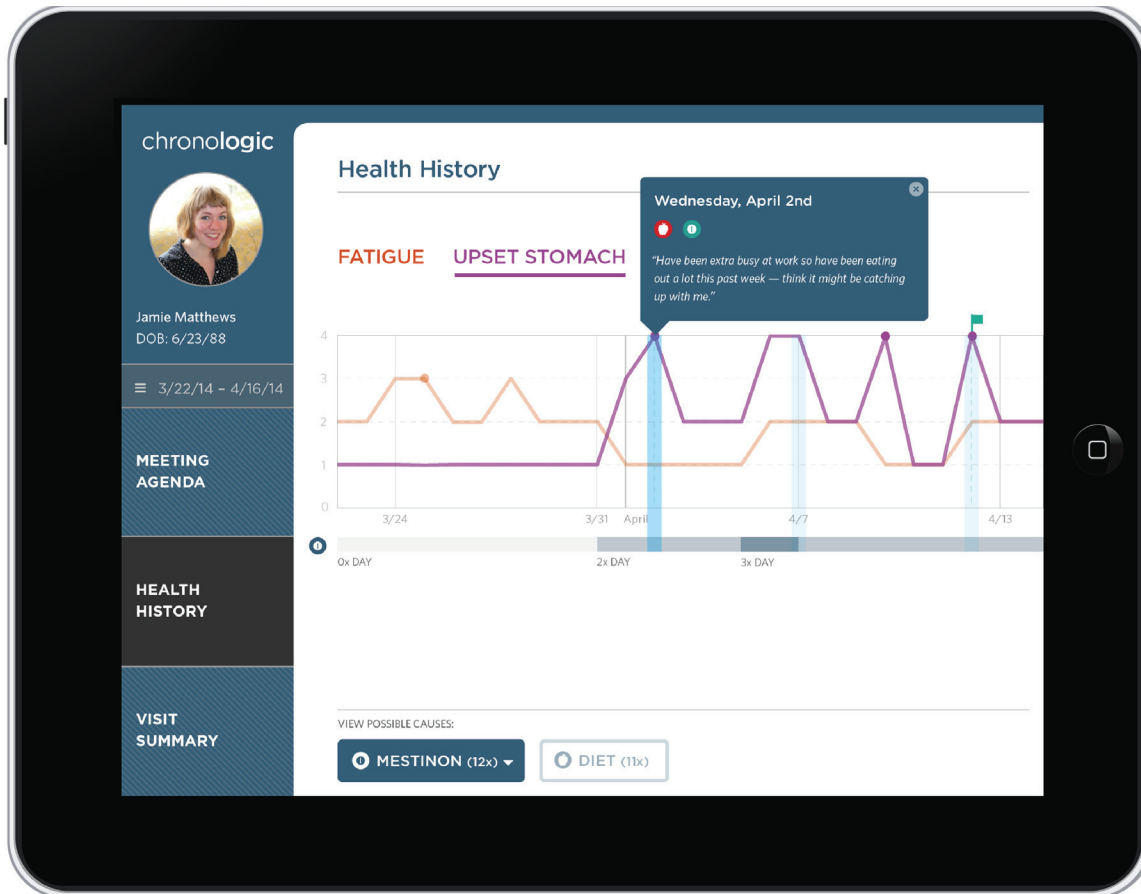 chronologic
Jamie Matthews
DOB: 6/23/88
3/22/14 – 4/16/14
MEETING
AGENDA
HEALTH
HISTORY
VISIT
SUMMARY
Health History
FATIGUE UPSET STOMACH
Wednesday, April 2nd
“Have been extra busy at work so have been eating
out a lot this past week — think it might be catching
up with me.”
4
3
2
1
0
3/24 3/31 April 4/7 4/13
0x DAY 2x DAY 3x DAY
VIEW POSSIBLE CAUSES:
MESTINON (12x) DIET (11x)